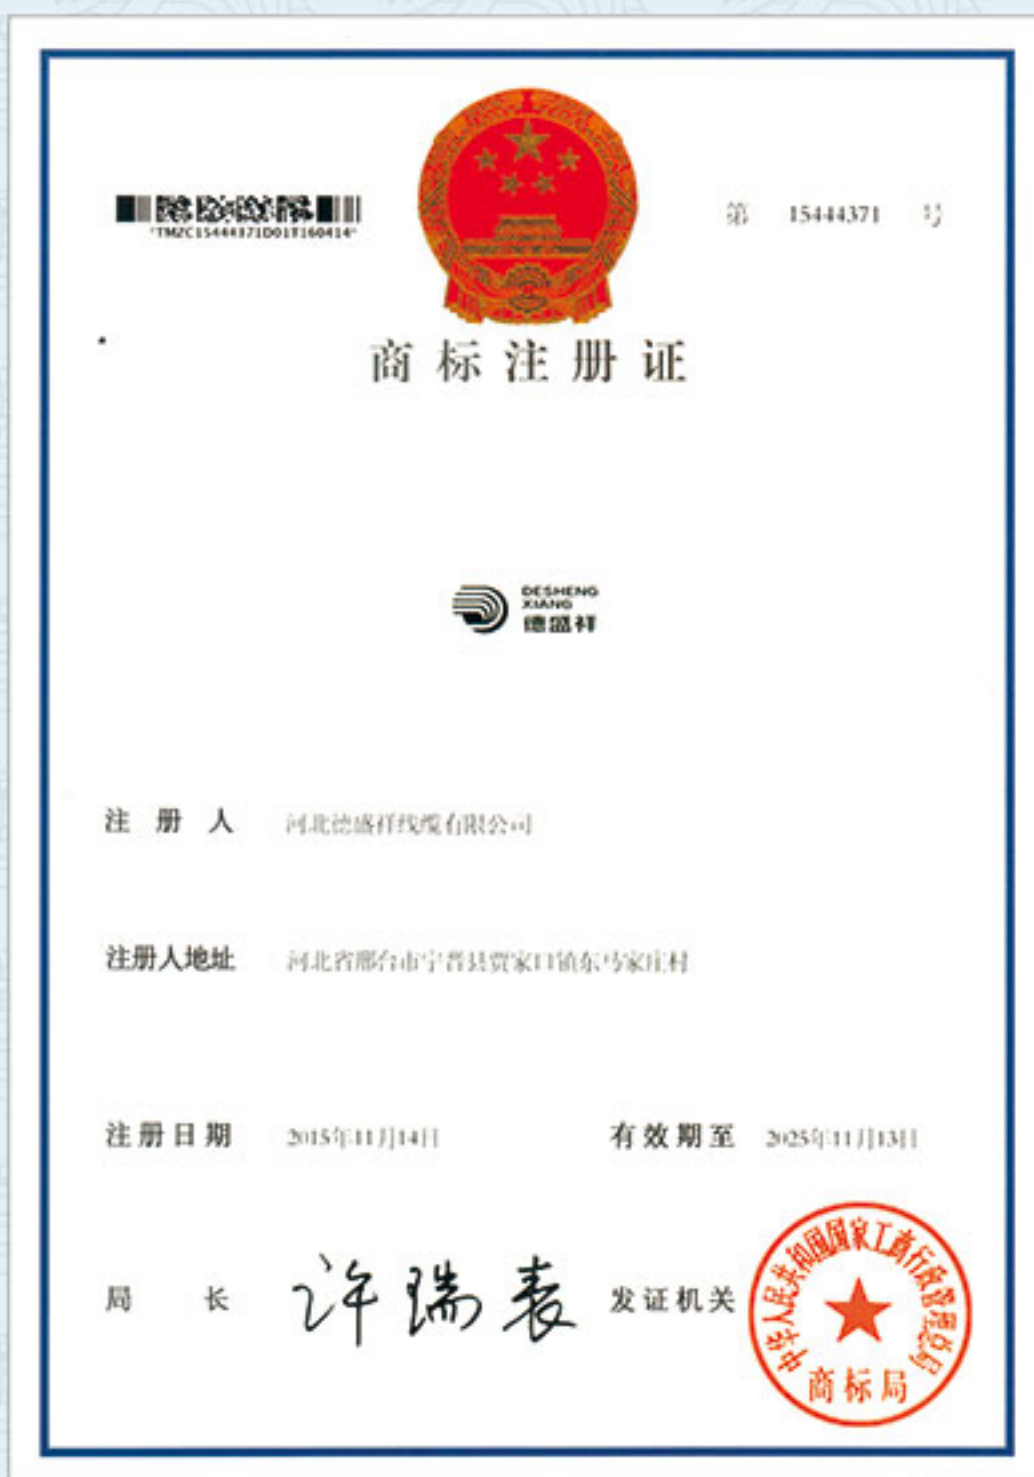 第 15444371 号
*TMZC15444371D01T160414*
商标注册证
DESHENG
XIANG
德盛祥
注册人 河北德盛祥线缆有限公司
注册人地址 河北省邢台市宁晋县贾家口镇东马家庄村
注册日期 2015年11月14日 有效期至 2025年11月13日
局长 许瑞表 发证机关
中华人民共和国国家工商行政管理总局
商标局